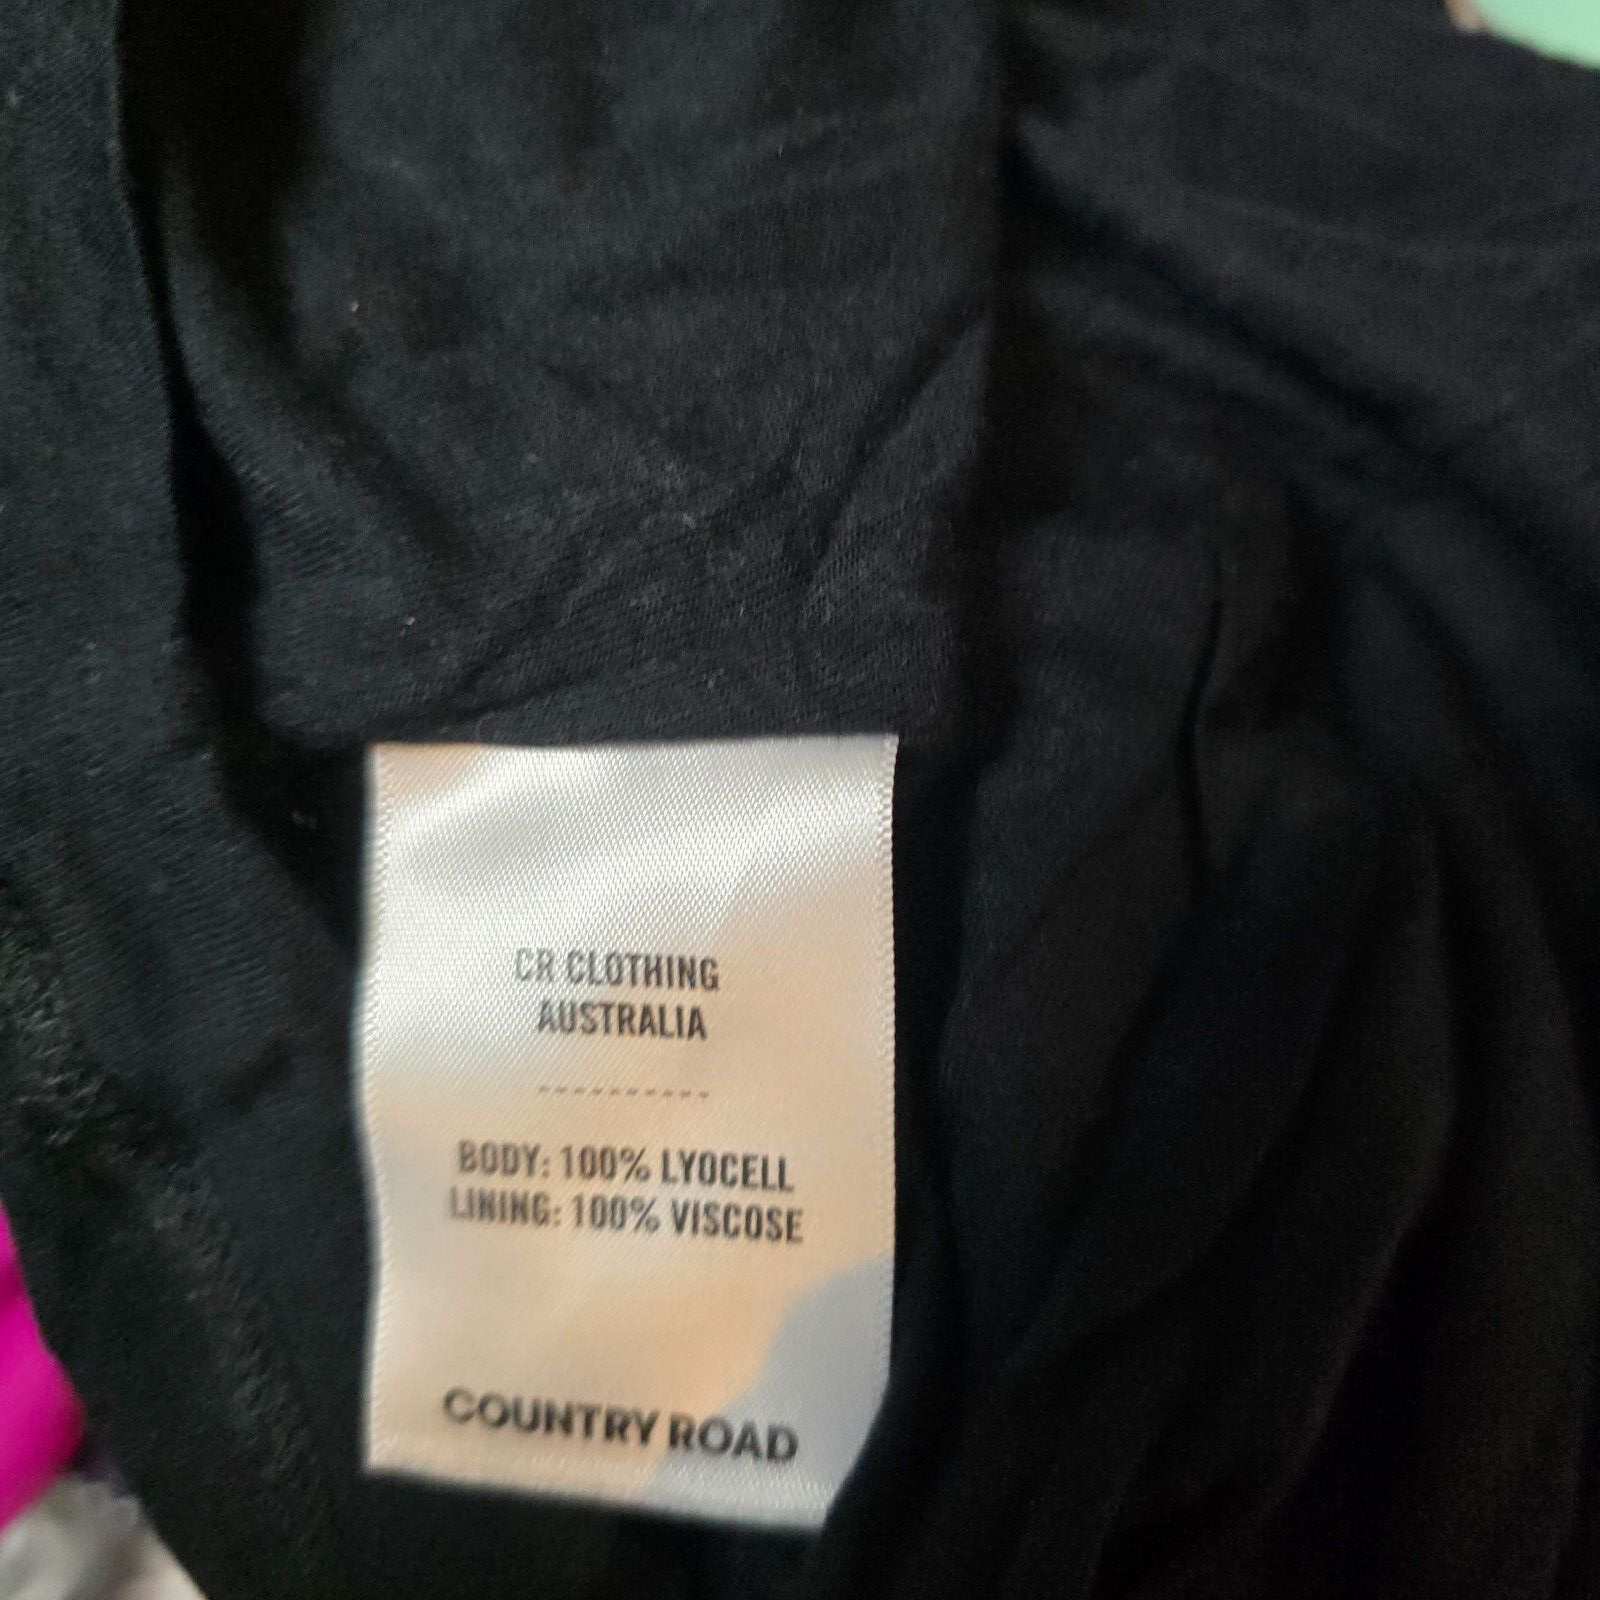 CR CLOTHING
AUSTRALIA
----------
BODY: 100% LYOCELL
LINING: 100% VISCOSE
COUNTRY ROAD